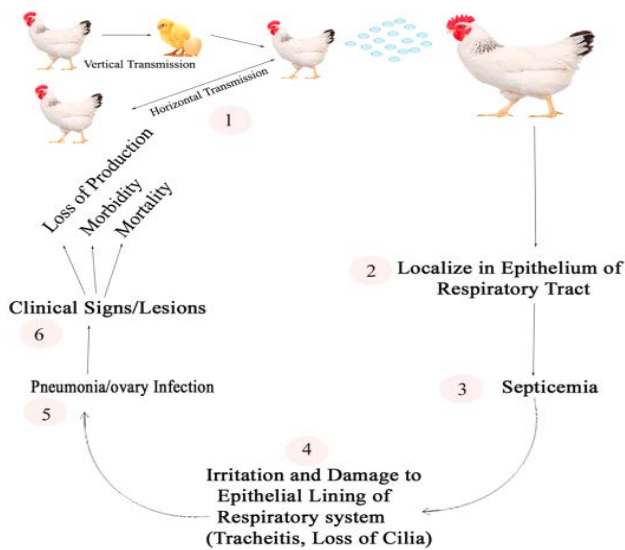 Vertical Transmission
Horizontal Transmission
1
Loss of Production
Morbidity
Mortality
2
Localize in Epithelium of
Respiratory Tract
Clinical Signs/Lesions
6
Pneumonia/ovary Infection
5
3
Septicemia
4
Irritation and Damage to
Epithelial Lining of
Respiratory system
(Tracheitis, Loss of Cilia)